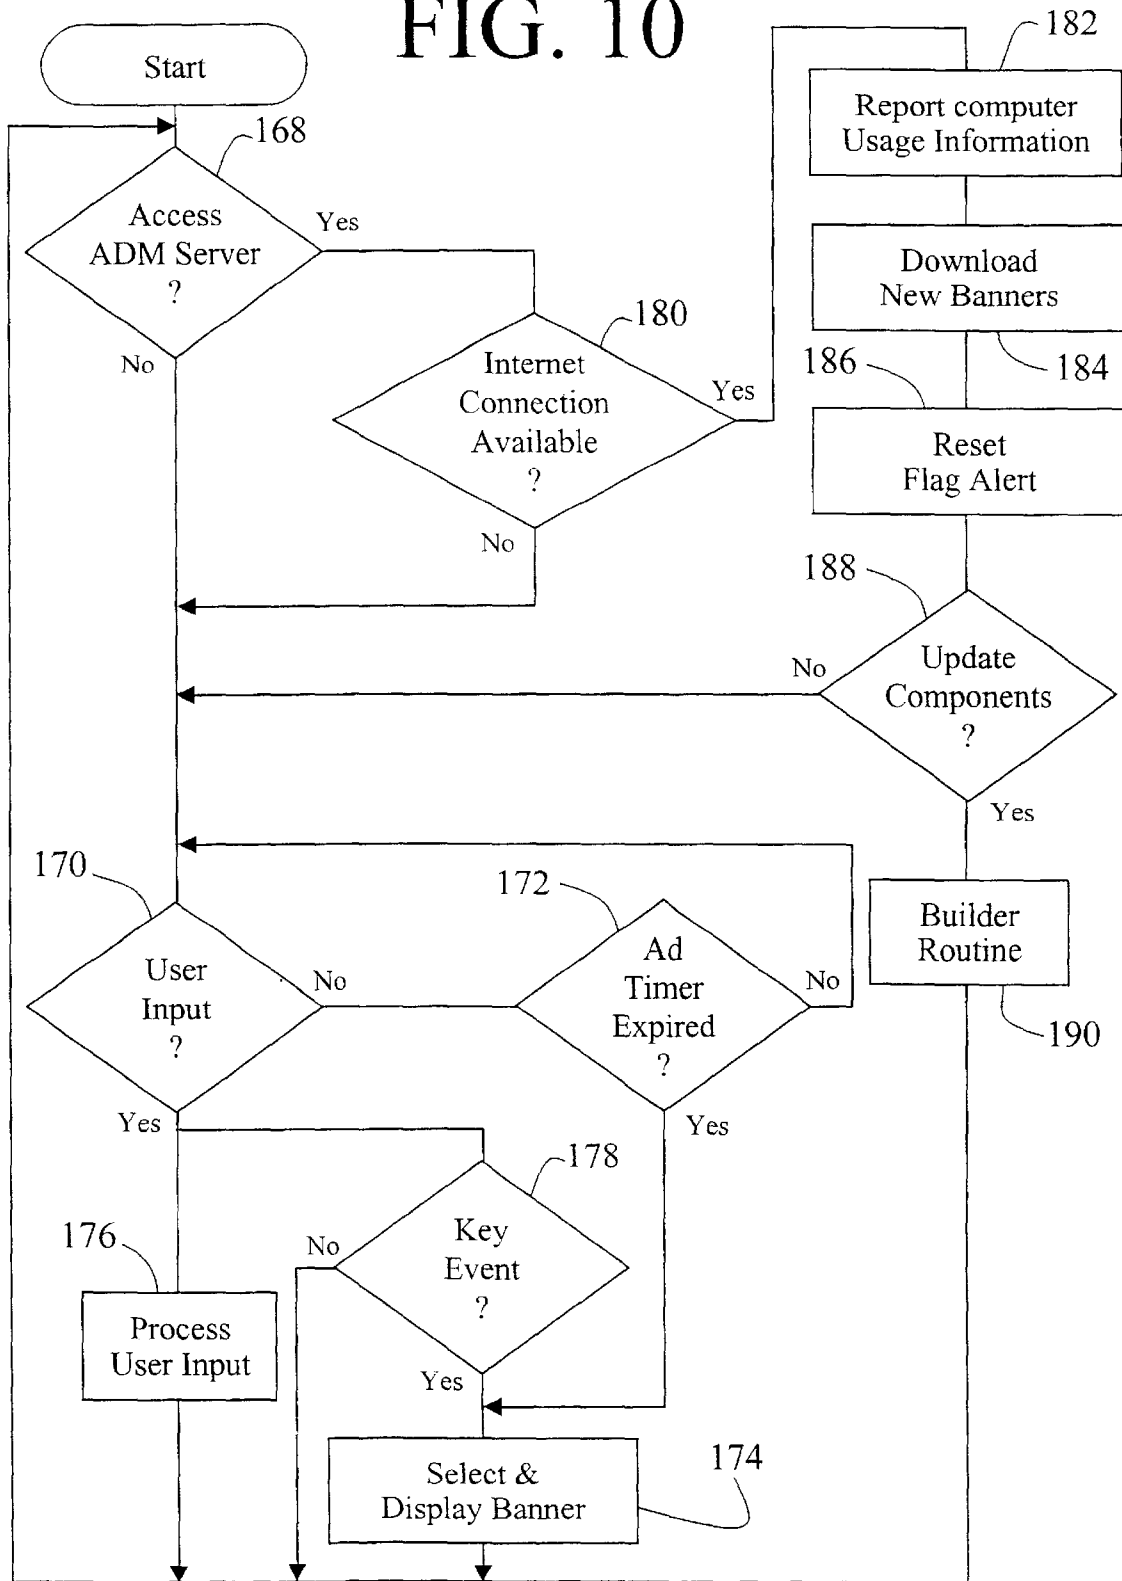 FIG. 10
Start
168
Access
ADM Server
?
Yes
No
180
Internet
Connection
Available
?
Yes
No
182
Report computer
Usage Information
Download
New Banners
184
186
Reset
Flag Alert
188
Update
Components
?
No
Yes
Builder
Routine
190
170
User
Input
?
No
Yes
172
Ad
Timer
Expired
?
No
Yes
178
Key
Event
?
No
Yes
176
Process
User Input
174
Select &
Display Banner